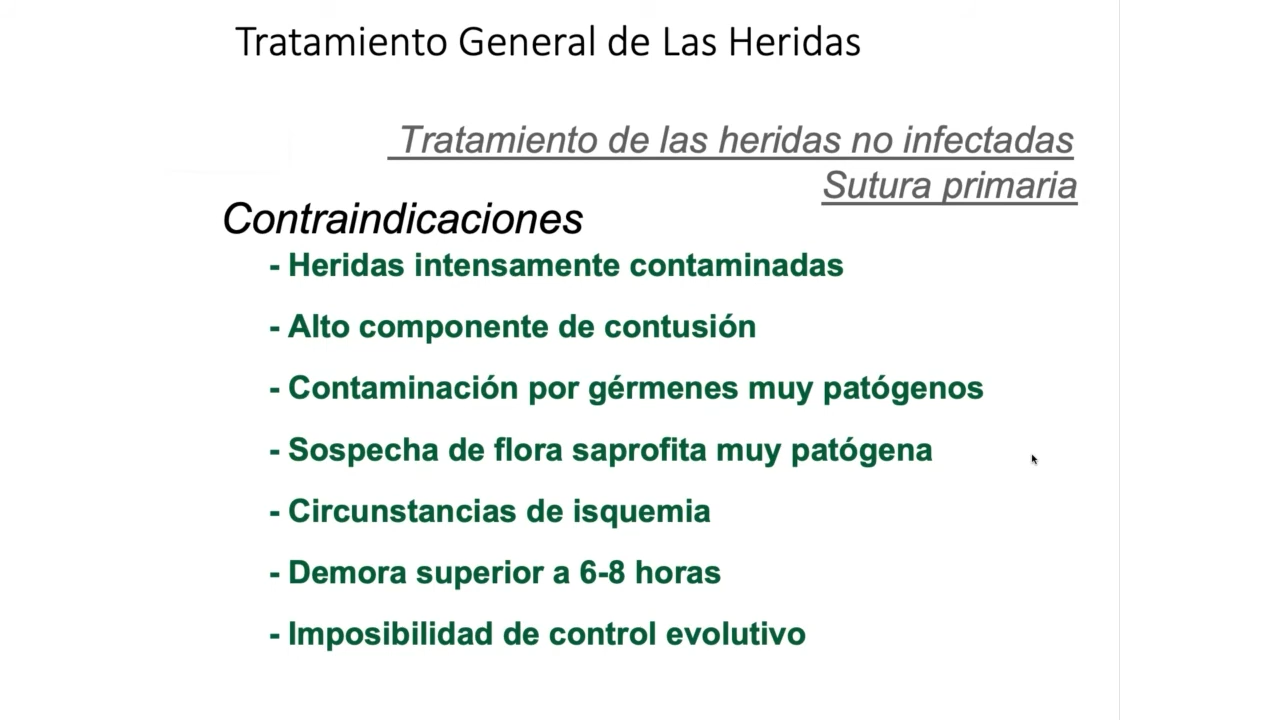 Tratamiento General de Las Heridas
Tratamiento de las heridas no infectadas
Sutura primaria
Contraindicaciones
- Heridas intensamente contaminadas
- Alto componente de contusión
- Contaminación por gérmenes muy patógenos
- Sospecha de flora saprofita muy patógena
- Circunstancias de isquemia
- Demora superior a 6-8 horas
- Imposibilidad de control evolutivo